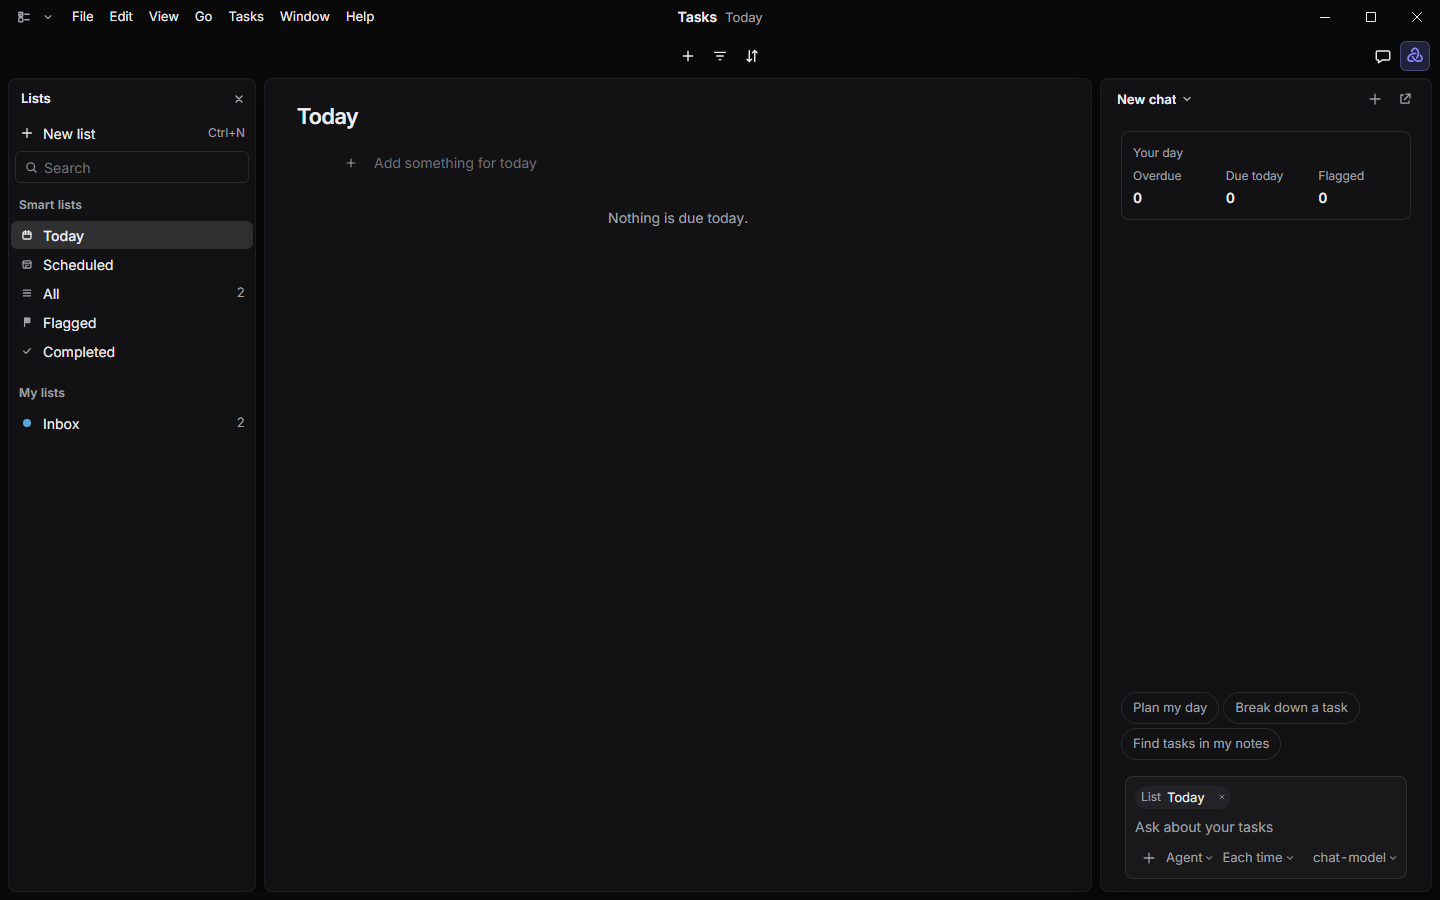 File Edit View Go Tasks Window Help
Tasks Today
Lists
New list Ctrl+N
Search
Smart lists
Today
Scheduled
All 2
Flagged
Completed
My lists
Inbox 2
Today
Add something for today
Nothing is due today.
New chat
Your day
Overdue Due today Flagged
0 0 0
Plan my day Break down a task
Find tasks in my notes
List Today
Ask about your tasks
Agent Each time chat-model